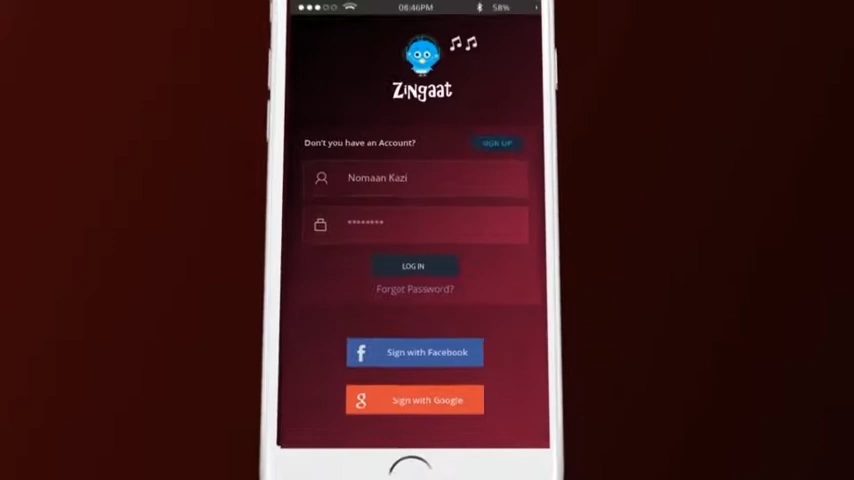 08:46PM 58%
ZiNgaat
Don't you have an Account? SIGN UP
Nomaan Kazi
********
LOG IN
Forgot Password?
f Sign with Facebook
g Sign with Google